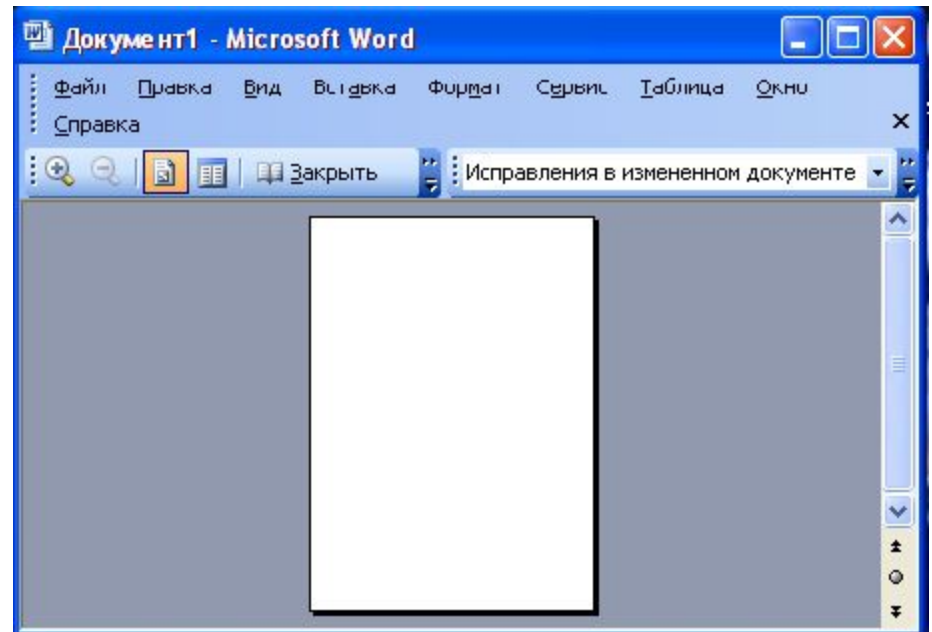 Документ1 - Microsoft Word
Файл Правка Вид Вставка Формат Сервис Таблица Окно
Справка
Закрыть Исправления в измененном документе